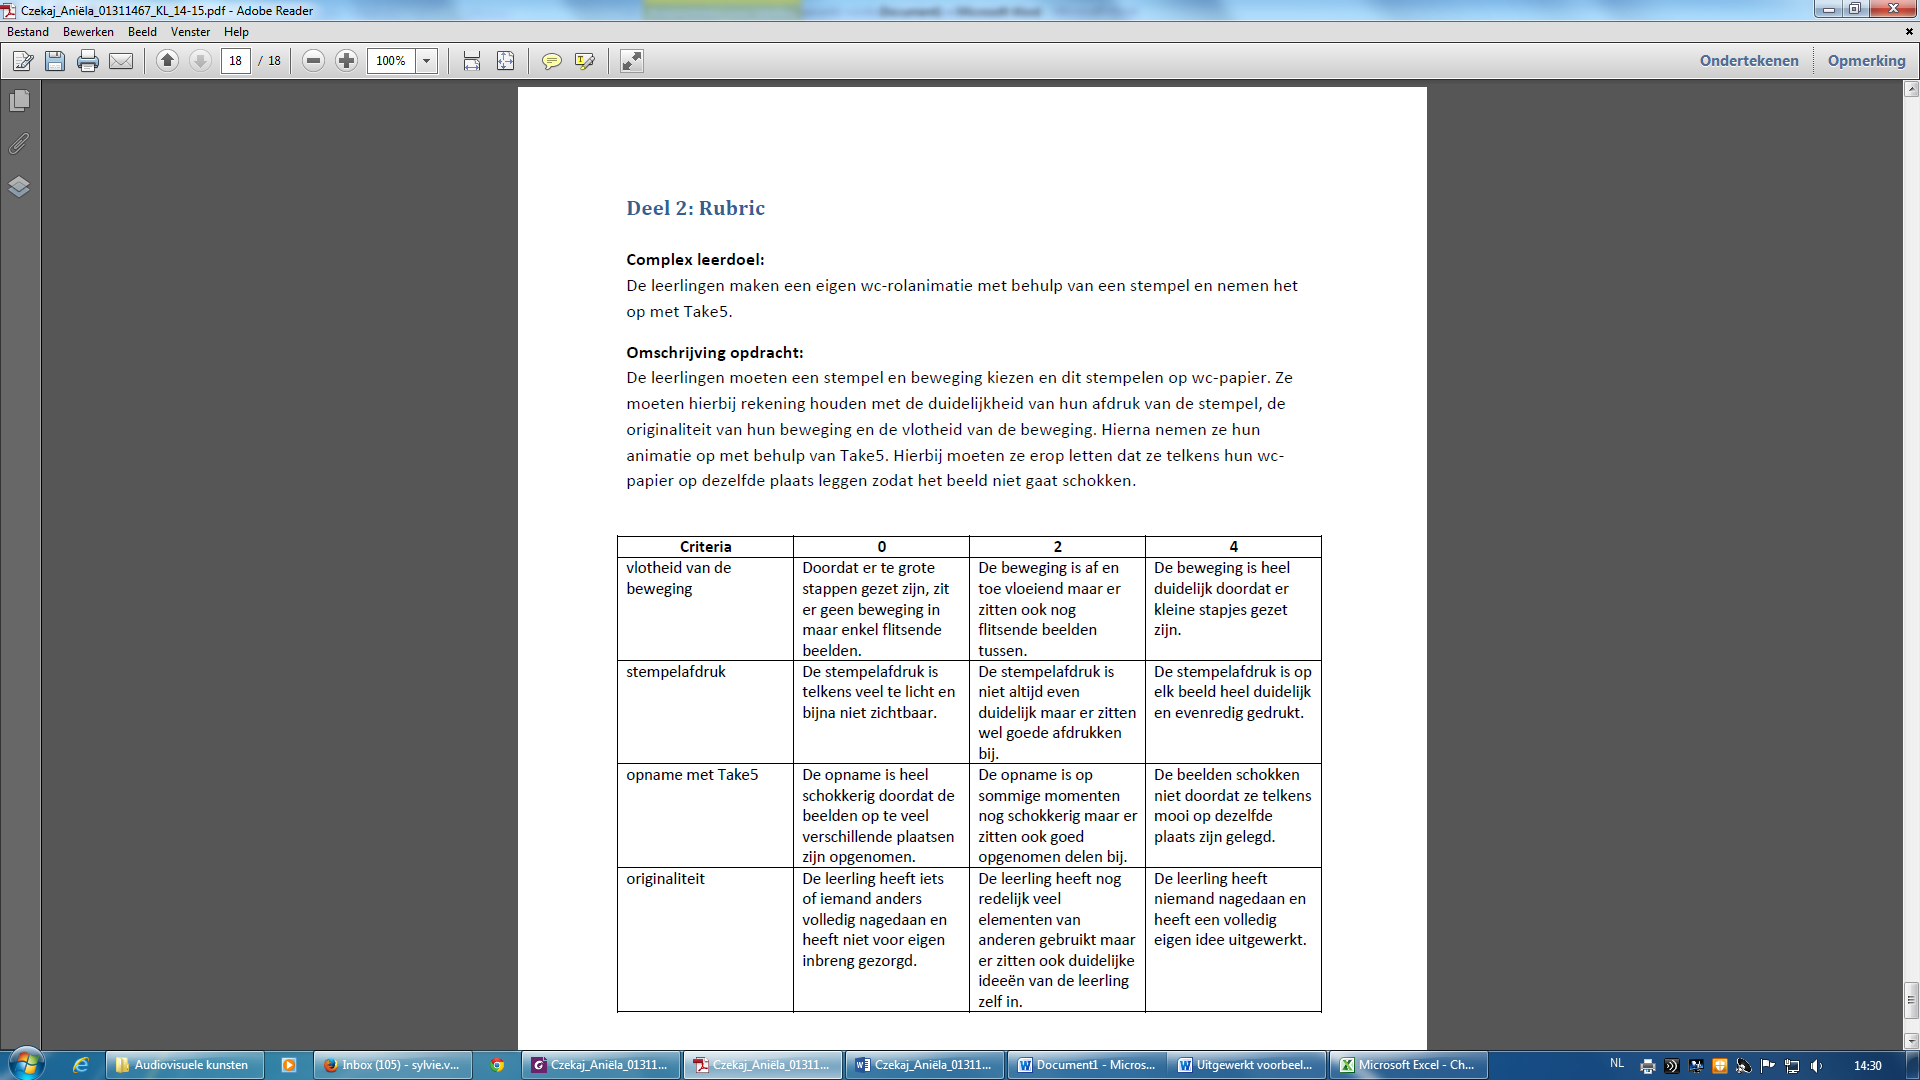 Czekaj_Aniëla_01311467_KL_14-15.pdf - Adobe Reader
Bestand Bewerken Beeld Venster Help
18 / 18 100% Ondertekenen Opmerking
Deel 2: Rubric
Complex leerdoel:
De leerlingen maken een eigen wc-rolanimatie met behulp van een stempel en nemen het
op met Take5.
Omschrijving opdracht:
De leerlingen moeten een stempel en beweging kiezen en dit stempelen op wc-papier. Ze
moeten hierbij rekening houden met de duidelijkheid van hun afdruk van de stempel, de
originaliteit van hun beweging en de vlotheid van de beweging. Hierna nemen ze hun
animatie op met behulp van Take5. Hierbij moeten ze erop letten dat ze telkens hun wc-
papier op dezelfde plaats leggen zodat het beeld niet gaat schokken.
Criteria 0 2 4
vlotheid van de
beweging
Doordat er te grote
stappen gezet zijn, zit
er geen beweging in
maar enkel flitsende
beelden.
De beweging is af en
toe vloeiend maar er
zitten ook nog
flitsende beelden
tussen.
De beweging is heel
duidelijk doordat er
kleine stapjes gezet
zijn.
stempelafdruk
De stempelafdruk is
telkens veel te licht en
bijna niet zichtbaar.
De stempelafdruk is
niet altijd even
duidelijk maar er zitten
wel goede afdrukken
bij.
De stempelafdruk is op
elk beeld heel duidelijk
en evenredig gedrukt.
opname met Take5
De opname is heel
schokkerig doordat de
beelden op te veel
verschillende plaatsen
zijn opgenomen.
De opname is op
sommige momenten
nog schokkerig maar er
zitten ook goed
opgenomen delen bij.
De beelden schokken
niet doordat ze telkens
mooi op dezelfde
plaats zijn gelegd.
originaliteit
De leerling heeft iets
of iemand anders
volledig nagedaan en
heeft niet voor eigen
inbreng gezorgd.
De leerling heeft nog
redelijk veel
elementen van
anderen gebruikt maar
er zitten ook duidelijke
ideeën van de leerling
zelf in.
De leerling heeft
niemand nagedaan en
heeft een volledig
eigen idee uitgewerkt.
Audiovisuele kunsten Inbox (105) - sylvie.v... Czekaj_Aniëla_01311... Czekaj_Aniëla_01311... Czekaj_Aniëla_01311... Document1 - Micros... Uitgewerkt voorbeel... Microsoft Excel - Ch... NL 14:30